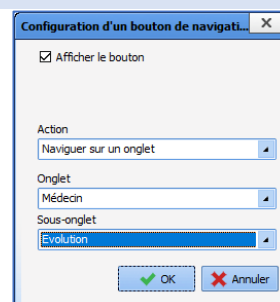 Configuration d'un bouton de navigati...
Afficher le bouton
Action
Naviguer sur un onglet
Onglet
Médecin
Sous-onglet
Evolution
OK
Annuler